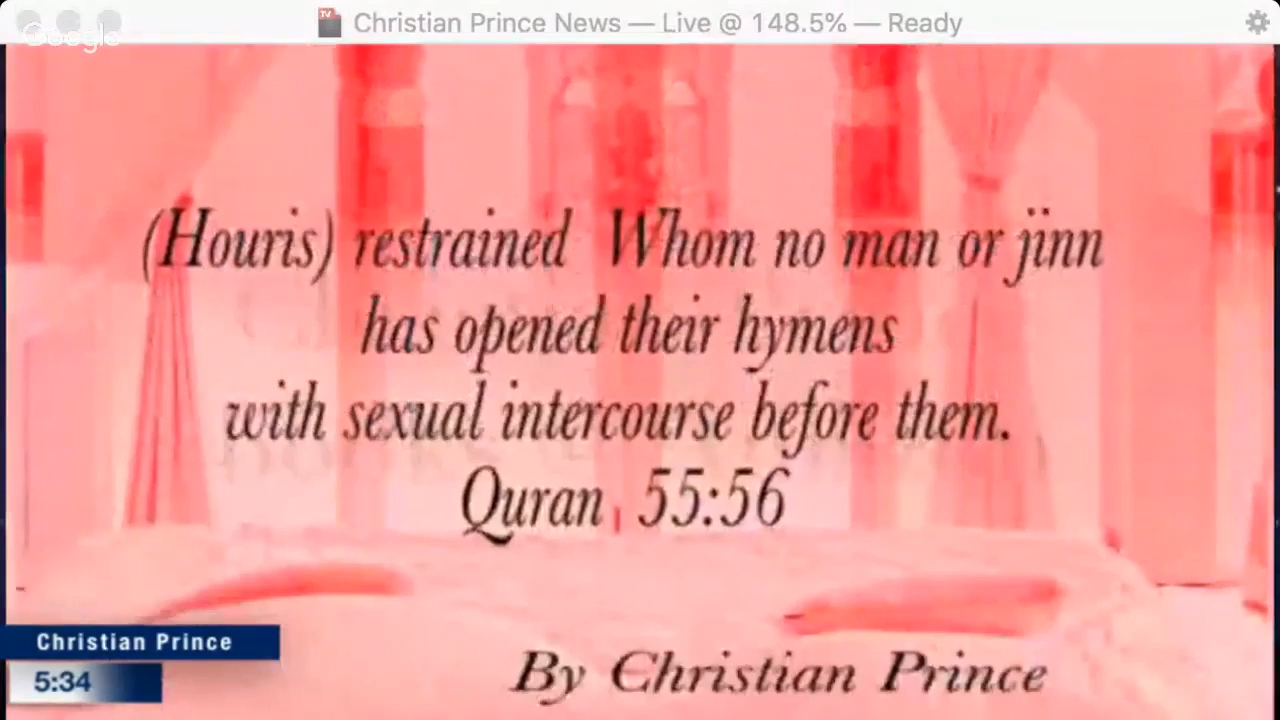 Christian Prince News — Live @ 148.5% — Ready
Google
(Houris) restrained Whom no man or jinn
has opened their hymens
with sexual intercourse before them.
Quran 55:56
Christian Prince
5:34
By Christian Prince